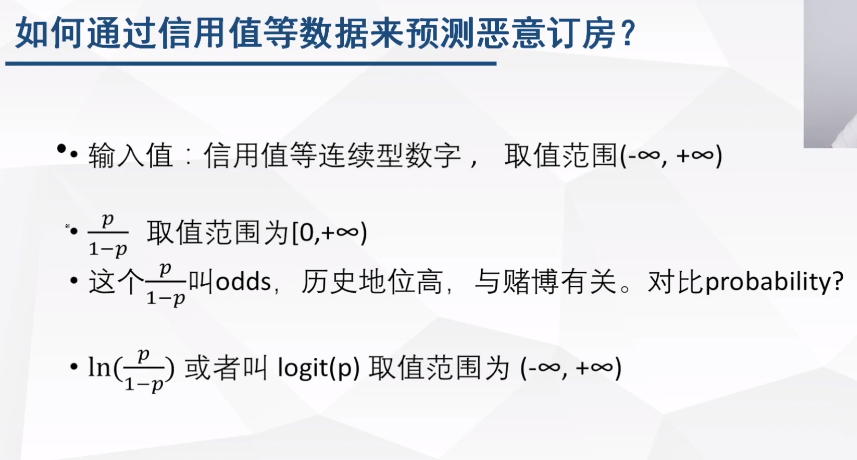 如何通过信用值等数据来预测恶意订房？
• 输入值：信用值等连续型数字， 取值范围(-∞, +∞)
• p/(1−p) 取值范围为[0,+∞)
• 这个p/(1−p)叫odds，历史地位高，与赌博有关。对比probability?
• ln(p/(1−p)) 或者叫 logit(p) 取值范围为 (-∞, +∞)